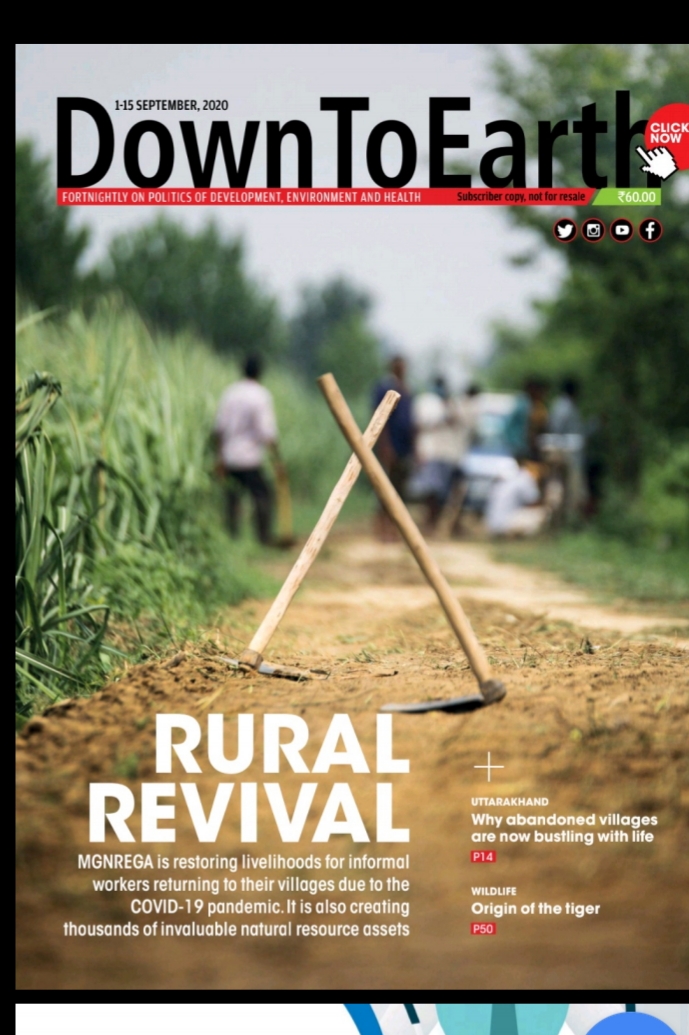 1-15 SEPTEMBER, 2020
DownToEarth
CLICK
NOW
FORTNIGHTLY ON POLITICS OF DEVELOPMENT, ENVIRONMENT AND HEALTH
Subscriber copy, not for resale
₹60.00
RURAL
REVIVAL
MGNREGA is restoring livelihoods for informal
workers returning to their villages due to the
COVID-19 pandemic. It is also creating
thousands of invaluable natural resource assets
UTTARAKHAND
Why abandoned villages
are now bustling with life
P14
WILDLIFE
Origin of the tiger
P50